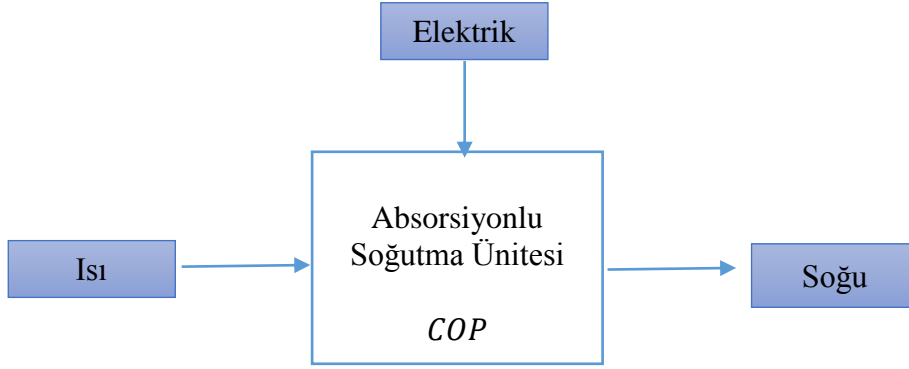 Elektrik
Absorsiyonlu
Soğutma Ünitesi
COP
Isı
Soğu